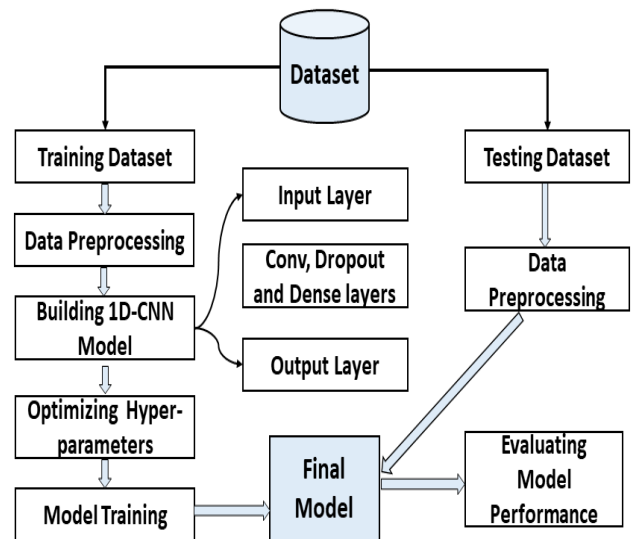 Dataset
Training Dataset
Testing Dataset
Data Preprocessing
Input Layer
Conv, Dropout
and Dense layers
Output Layer
Building 1D-CNN
Model
Data
Preprocessing
Optimizing Hyper-
parameters
Model Training
Final
Model
Evaluating
Model
Performance